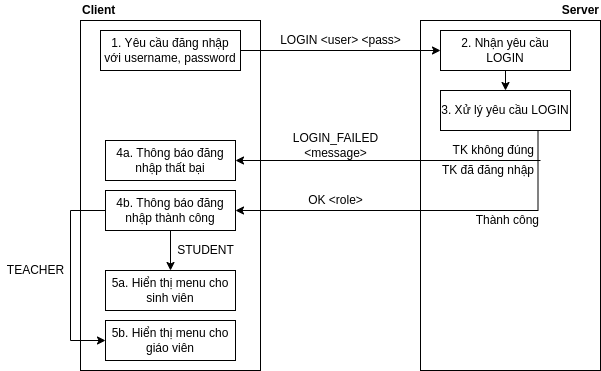 Client
Server
1. Yêu cầu đăng nhập
với username, password
LOGIN <user> <pass>
2. Nhận yêu cầu
LOGIN
3. Xử lý yêu cầu LOGIN
LOGIN_FAILED
<message>
TK không đúng
TK đã đăng nhập
4a. Thông báo đăng
nhập thất bại
4b. Thông báo đăng
nhập thành công
OK <role>
Thành công
STUDENT
TEACHER
5a. Hiển thị menu cho
sinh viên
5b. Hiển thị menu cho
giáo viên